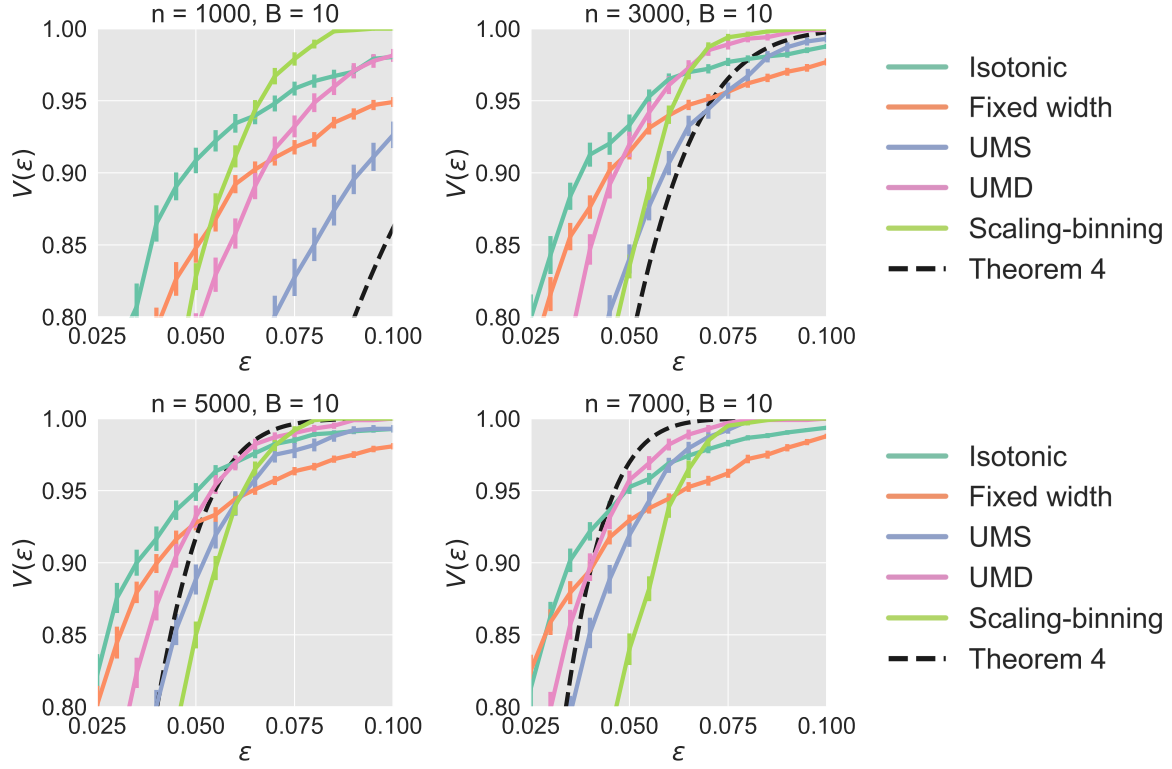 n = 1000, B = 10
1.00
0.95
0.90
0.85
0.80
V(ε)
0.025
0.050
0.075
0.100
ε
n = 3000, B = 10
1.00
0.95
0.90
0.85
0.80
V(ε)
0.025
0.050
0.075
0.100
ε
Isotonic
Fixed width
UMS
UMD
Scaling-binning
Theorem 4
n = 5000, B = 10
1.00
0.95
0.90
0.85
0.80
V(ε)
0.025
0.050
0.075
0.100
ε
n = 7000, B = 10
1.00
0.95
0.90
0.85
0.80
V(ε)
0.025
0.050
0.075
0.100
ε
Isotonic
Fixed width
UMS
UMD
Scaling-binning
Theorem 4